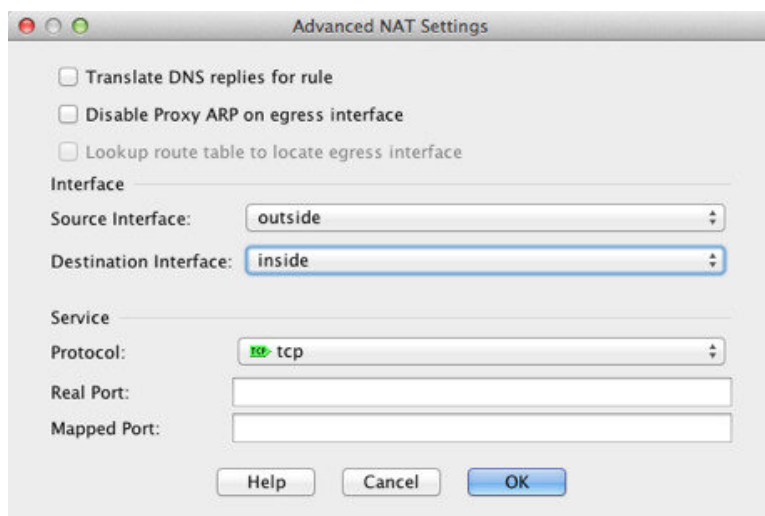 Advanced NAT Settings
Translate DNS replies for rule
Disable Proxy ARP on egress interface
Lookup route table to locate egress interface
Interface
Source Interface: outside
Destination Interface: inside
Service
Protocol: TCP tcp
Real Port:
Mapped Port:
Help Cancel OK